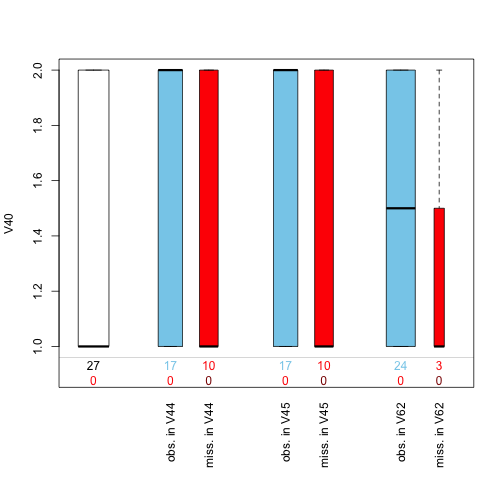 2.0
1.8
1.6
1.4
1.2
1.0
V40
27 17 10 17 10 24 3
0 0 0 0 0 0 0
obs. in V44
miss. in V44
obs. in V45
miss. in V45
obs. in V62
miss. in V62